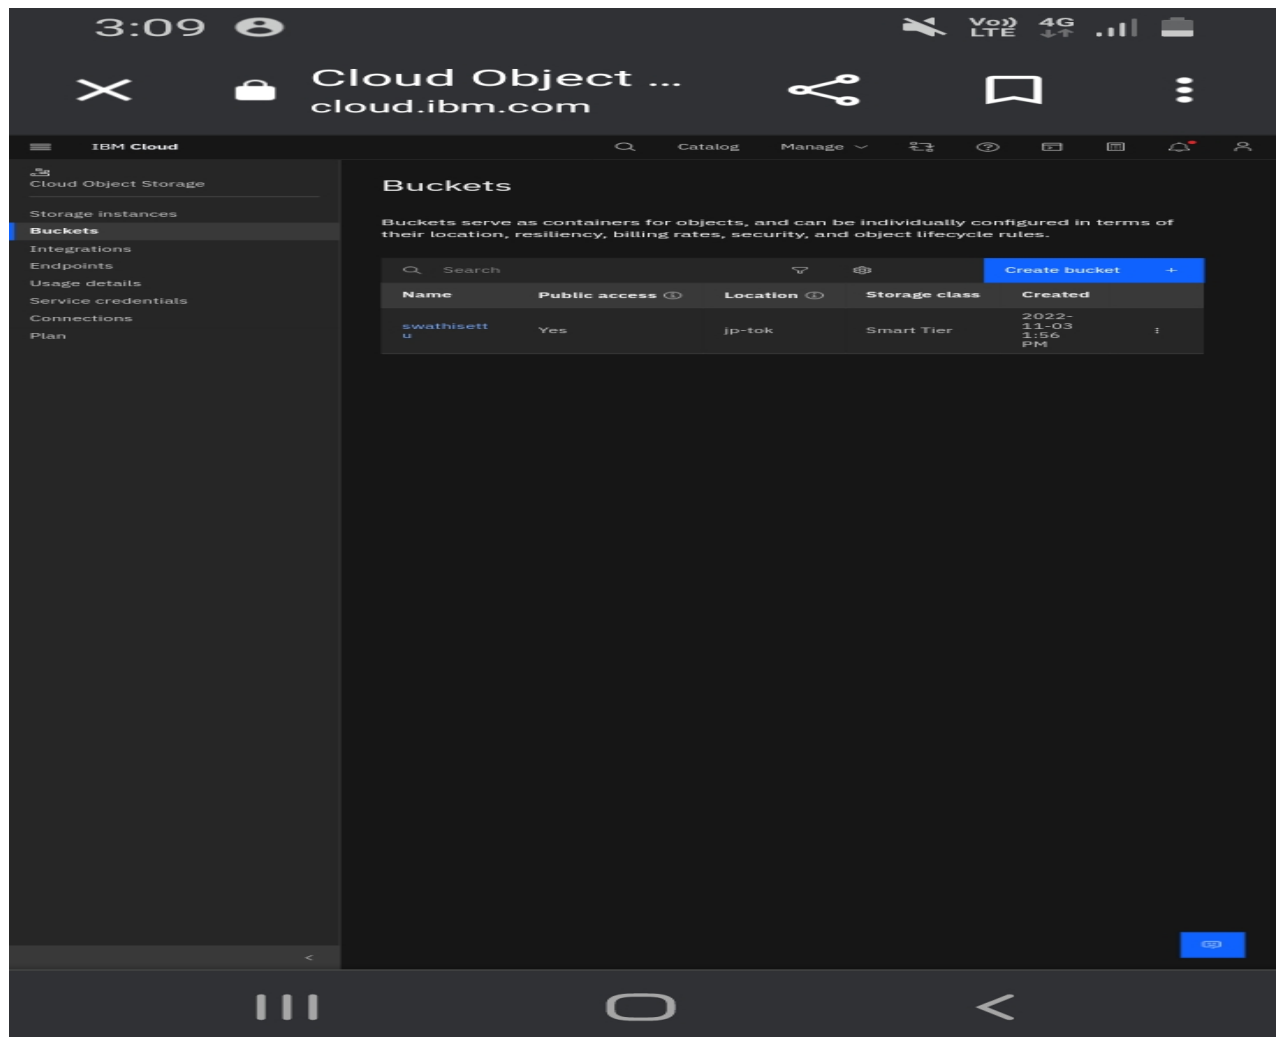 3:09
Vo)) LTE 4G
Cloud Object ...
cloud.ibm.com
IBM Cloud
Catalog
Manage
Cloud Object Storage
Storage instances
Buckets
Integrations
Endpoints
Usage details
Service credentials
Connections
Plan
Buckets
Buckets serve as containers for objects, and can be individually configured in terms of
their location, resiliency, billing rates, security, and object lifecycle rules.
Search
Create bucket +
Name Public access Location Storage class Created
swathisett
u
Yes
jp-tok
Smart Tier
2022-
11-03
1:56
PM